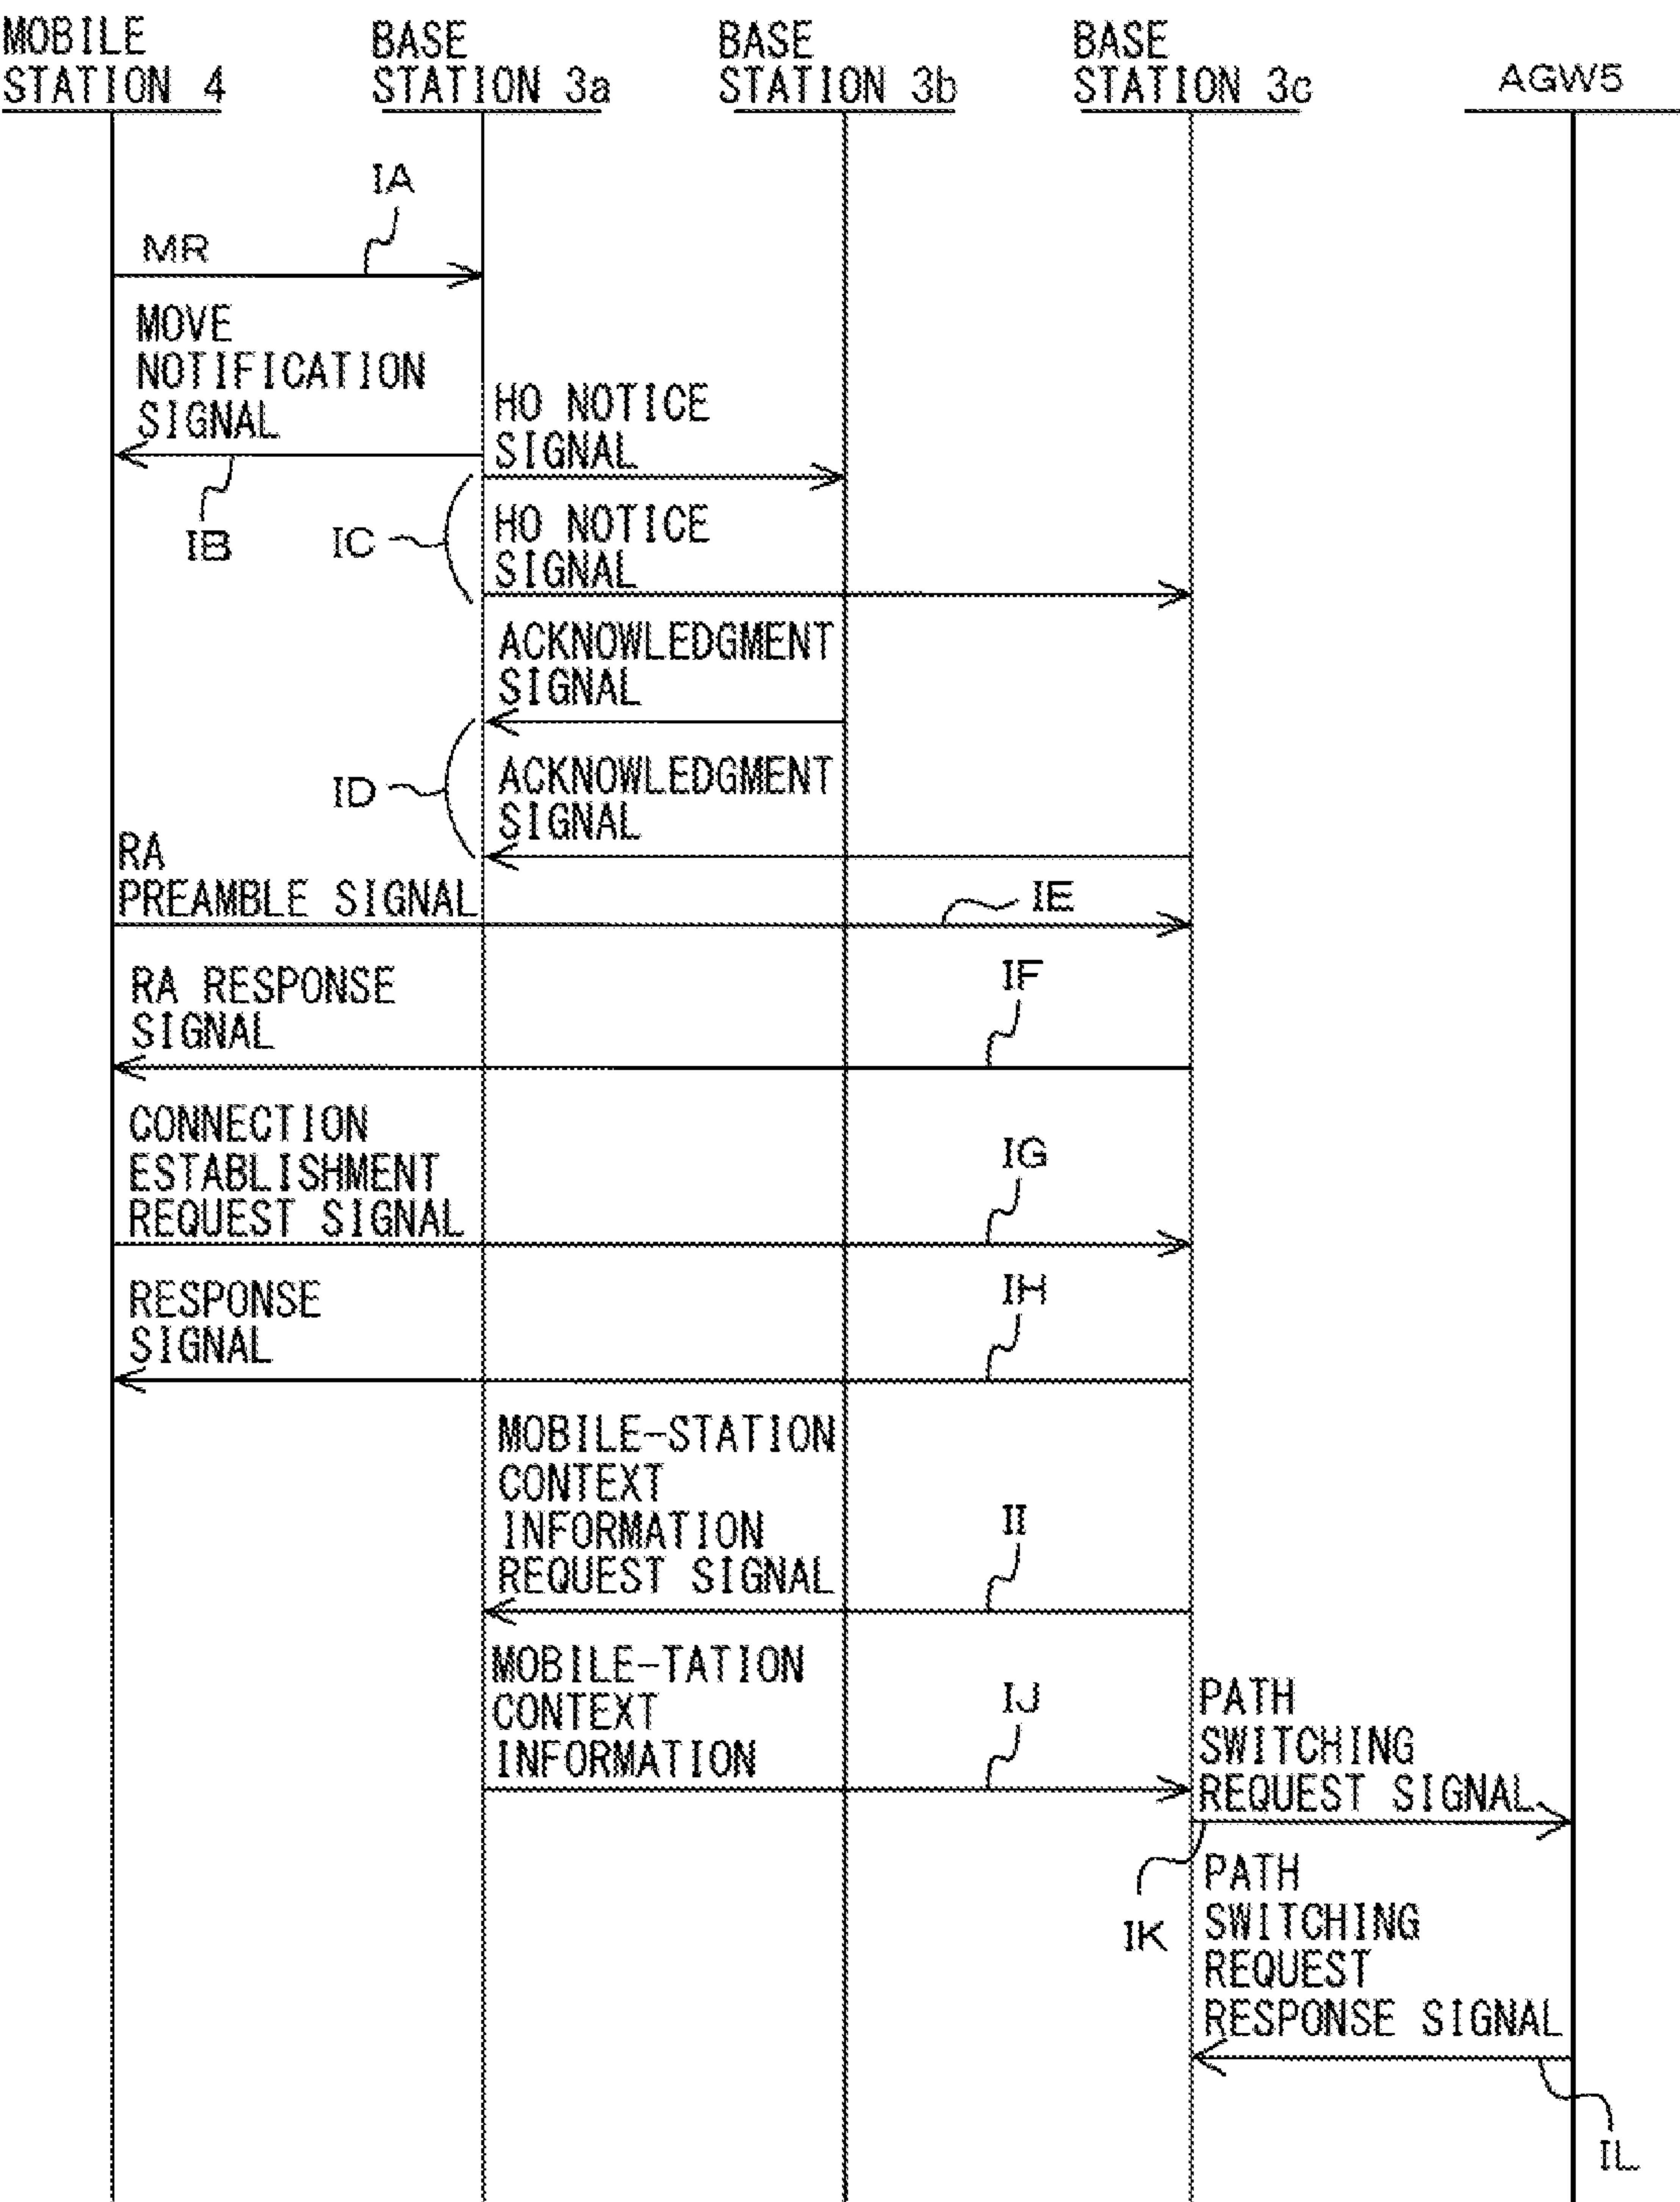 MOBILE
STATION 4
BASE
STATION 3a
BASE
STATION 3b
BASE
STATION 3c
AGW5
IA
MR
MOVE
NOTIFICATION
SIGNAL
IB
HO NOTICE
SIGNAL
IC
HO NOTICE
SIGNAL
ACKNOWLEDGMENT
SIGNAL
ID
ACKNOWLEDGMENT
SIGNAL
RA
PREAMBLE SIGNAL
IE
RA RESPONSE
SIGNAL
IF
CONNECTION
ESTABLISHMENT
REQUEST SIGNAL
IG
RESPONSE
SIGNAL
IH
MOBILE-STATION
CONTEXT
INFORMATION
REQUEST SIGNAL
II
MOBILE-TATION
CONTEXT
INFORMATION
IJ
PATH
SWITCHING
REQUEST SIGNAL
IK
PATH
SWITCHING
REQUEST
RESPONSE SIGNAL
IL